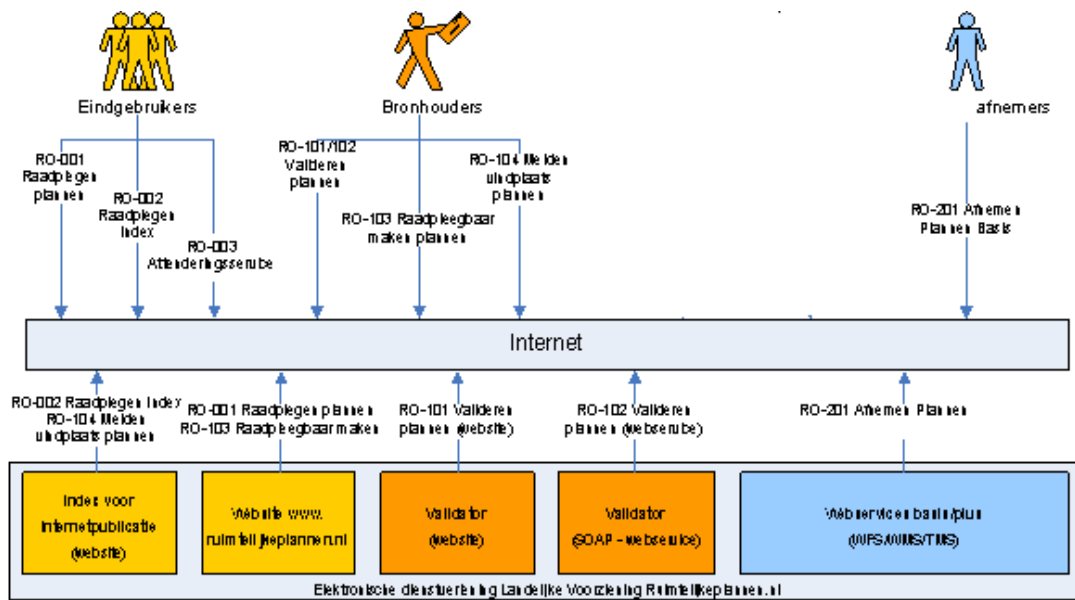 Eindgebruikers
Bronhouders
afnemers
RO-001
Raadplegen
plannen
RO-002
Raadplegen
Index
RO-003
Attenderingsservice
RO-101/102
Valideren
plannen
RO-103 Raadpleegbaar
maken plannen
RO-104 Melden
vindplaats
plannen
RO-201 Afnemen
Plannen Basis
Internet
RO-002 Raadplegen Index
RO-104 Melden
vindplaats plannen
RO-001 Raadplegen plannen
RO-103 Raadpleegbaar maken
RO-101 Valideren
plannen (website)
RO-102 Valideren
plannen (webservice)
RO-201 Afnemen Plannen
Index voor
internetpublicatie
(website)
Website www.
ruimtelijkeplannen.nl
Validator
(website)
Validator
(SOAP - webservice)
Webservices basis/plus
(WFS/WMS/TMS)
Elektronische dienstverlening Landelijke Voorziening Ruimtelijkeplannen.nl